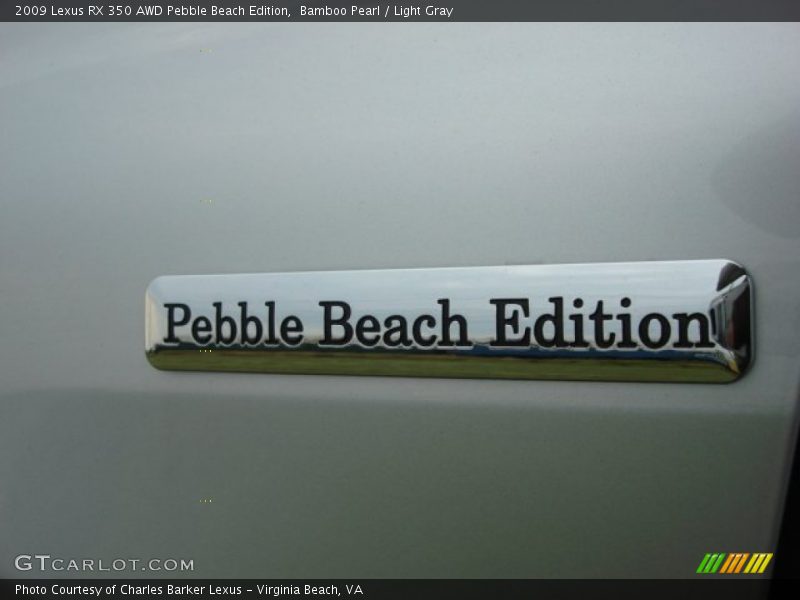 2009 Lexus RX 350 AWD Pebble Beach Edition,  Bamboo Pearl / Light Gray
Pebble Beach Edition
GTCARLOT.COM
Photo Courtesy of Charles Barker Lexus - Virginia Beach, VA